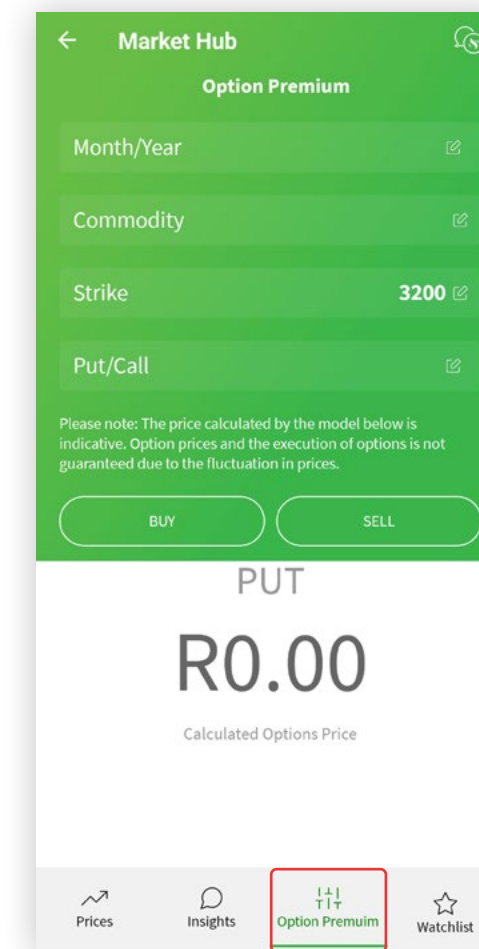 Market Hub
Option Premium
Month/Year
Commodity
Strike 3200
Put/Call
Please note: The price calculated by the model below is
indicative. Option prices and the execution of options is not
guaranteed due to the fluctuation in prices.
BUY SELL
PUT
R0.00
Calculated Options Price
Prices Insights Option Premuim Watchlist